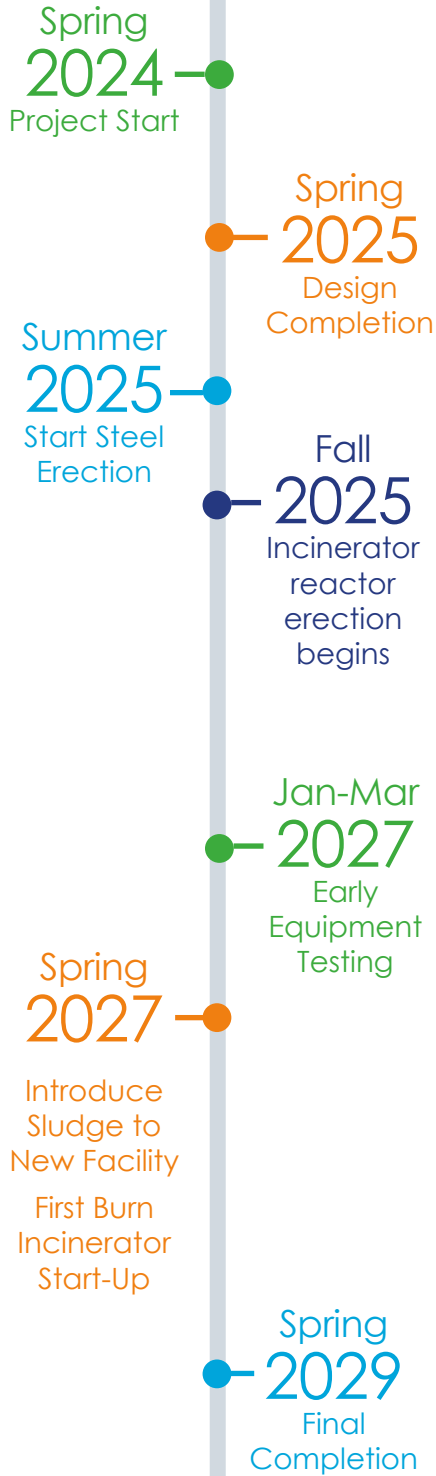 Spring
2024
Project Start
Spring
2025
Design
Completion
Summer
2025
Start Steel
Erection
Fall
2025
Incinerator
reactor
erection
begins
Jan-Mar
2027
Early
Equipment
Testing
Spring
2027
Introduce
Sludge to
New Facility
First Burn
Incinerator
Start-Up
Spring
2029
Final
Completion